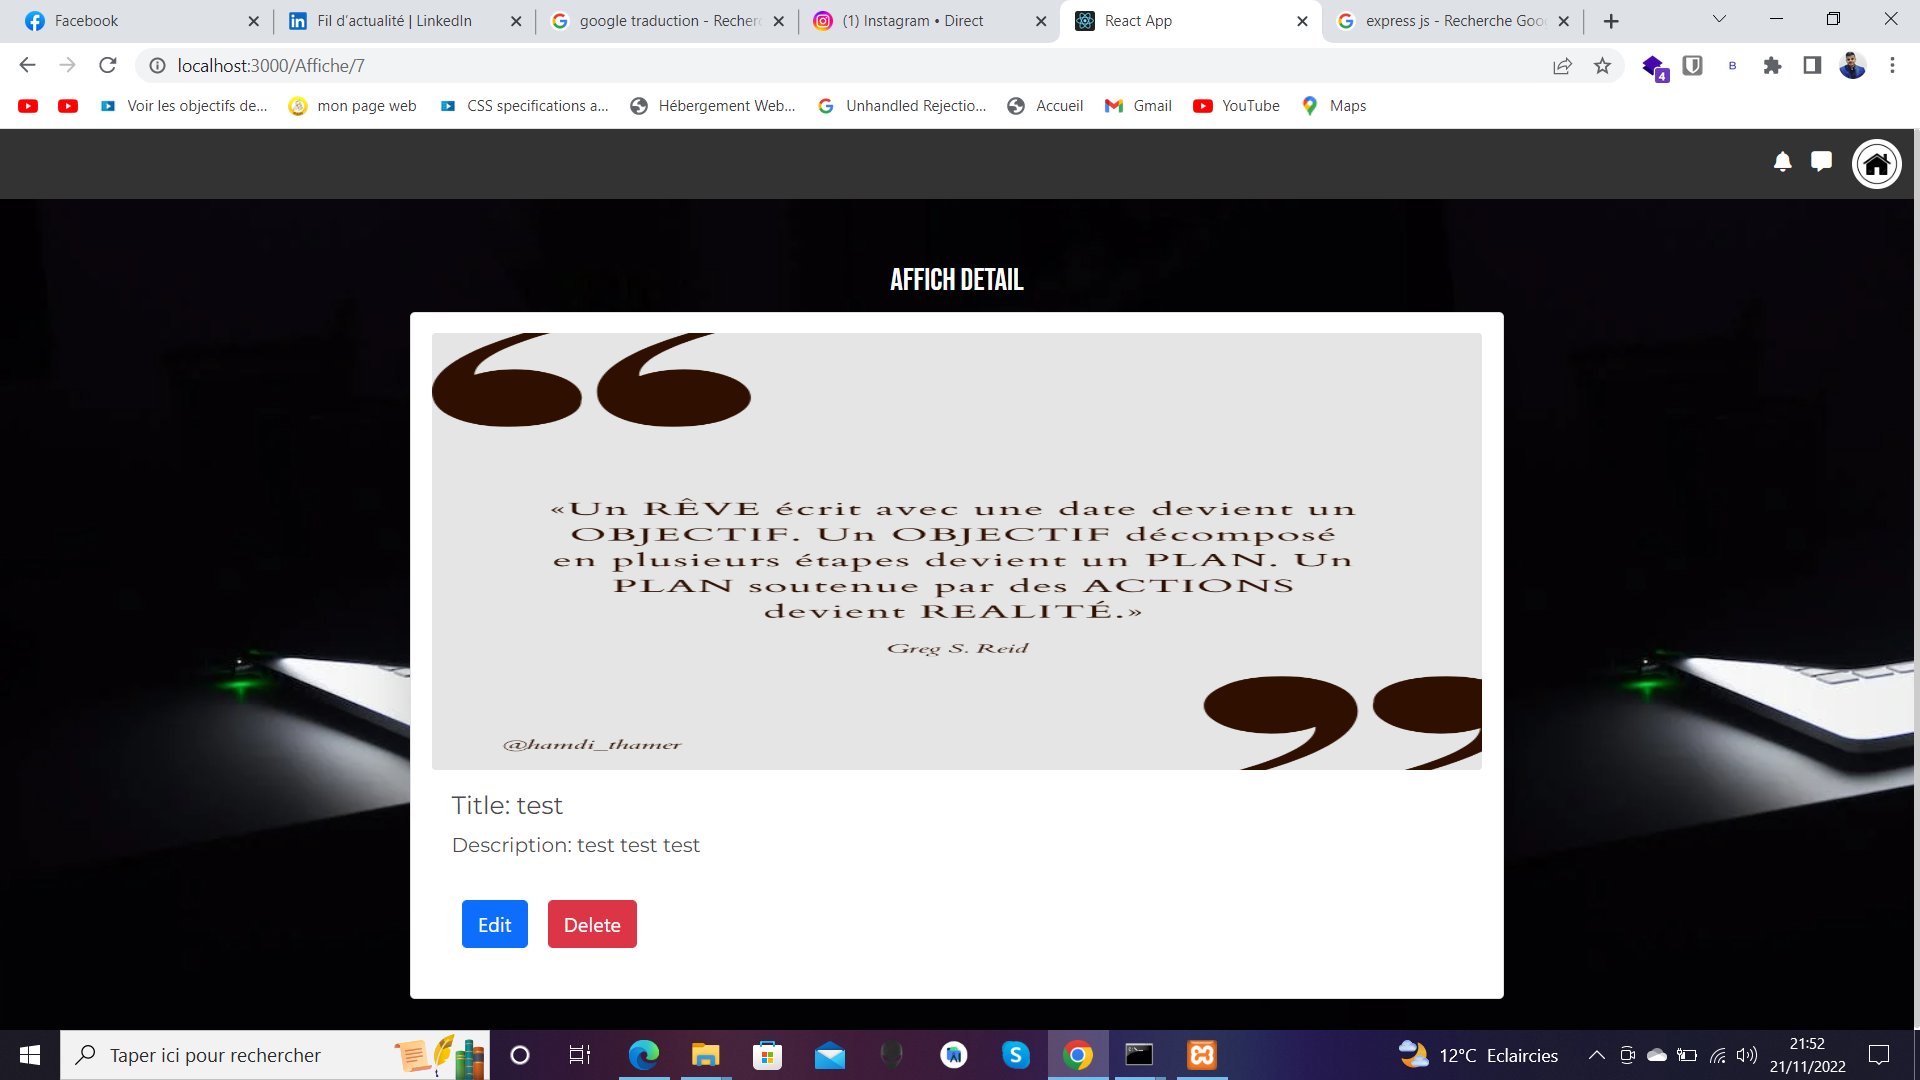 Facebook
Fil d’actualité | LinkedIn
google traduction - Recher
(1) Instagram • Direct
React App
express js - Recherche Goo
localhost:3000/Affiche/7
4
B
Voir les objectifs de...
mon page web
CSS specifications a...
Hébergement Web...
Unhandled Rejectio...
Accueil
Gmail
YouTube
Maps
AFFICH DETAIL
«Un RÊVE écrit avec une date devient un
OBJECTIF. Un OBJECTIF décomposé
en plusieurs étapes devient un PLAN. Un
PLAN soutenue par des ACTIONS
devient REALITÉ.»
Greg S. Reid
@hamdi_thamer
Title: test
Description: test test test
Edit
Delete
Taper ici pour rechercher
12°C Eclaircies
21:52
21/11/2022